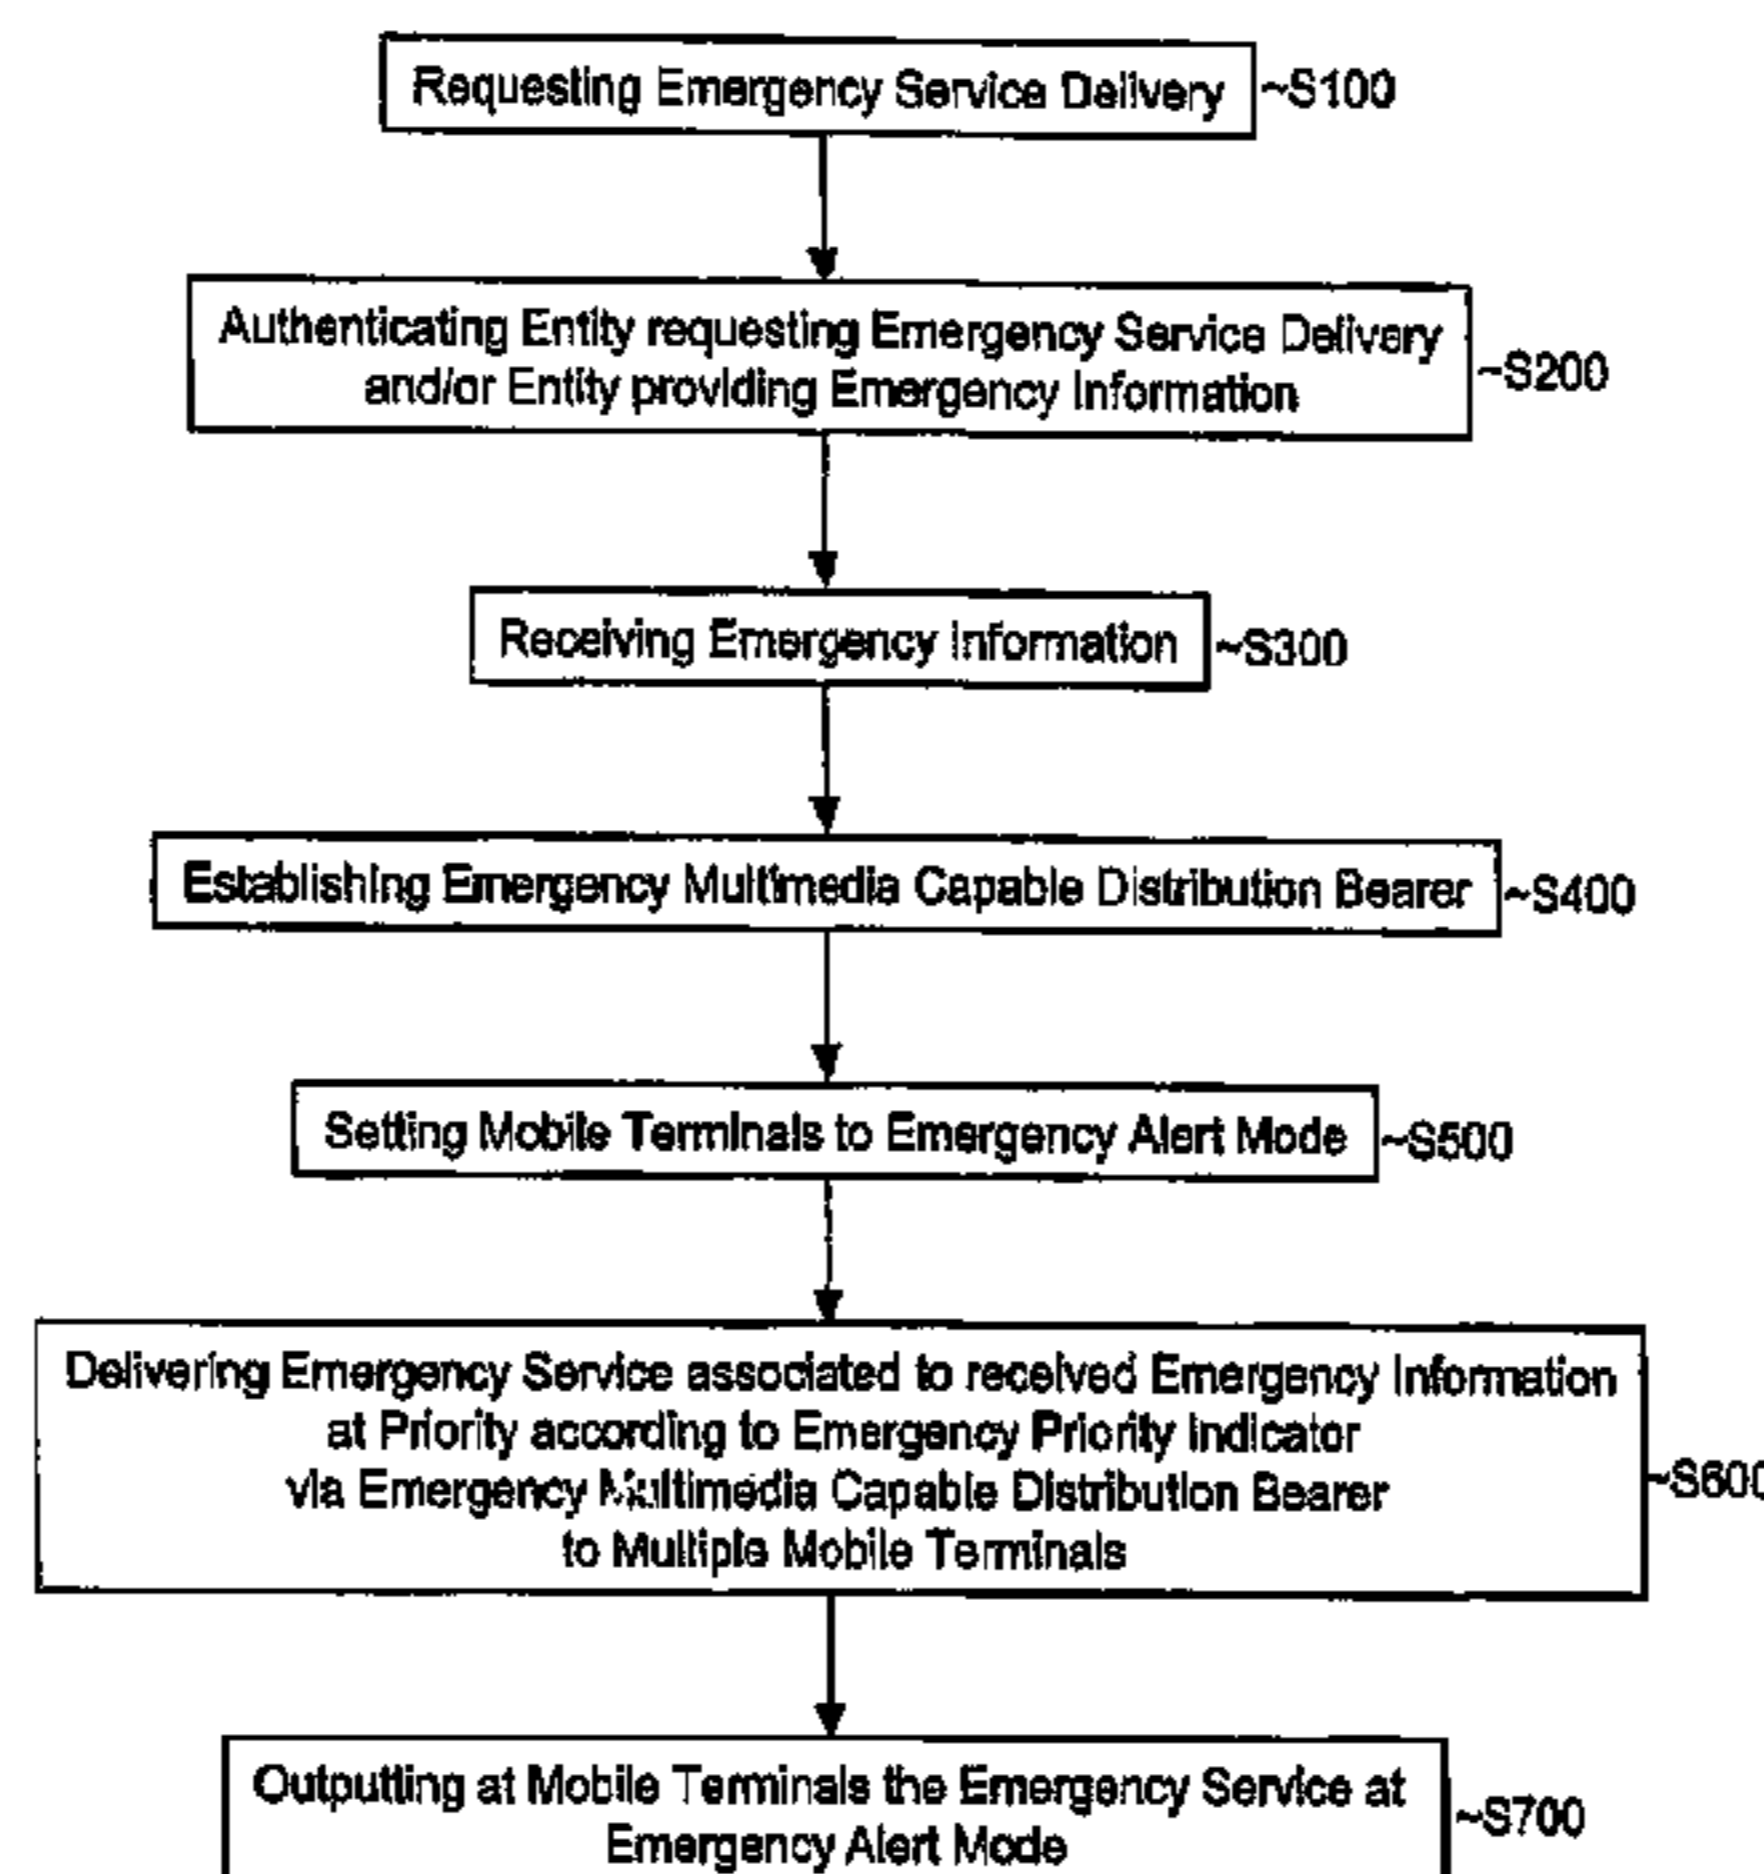 Requesting Emergency Service Delivery ~S100
Authenticating Entity requesting Emergency Service Delivery
and/or Entity providing Emergency Information
~S200
Receiving Emergency Information ~S300
Establishing Emergency Multimedia Capable Distribution Bearer ~S400
Setting Mobile Terminals to Emergency Alert Mode ~S500
Delivering Emergency Service associated to received Emergency Information
at Priority according to Emergency Priority Indicator
via Emergency Multimedia Capable Distribution Bearer
to Multiple Mobile Terminals
~S600
Outputting at Mobile Terminals the Emergency Service at
Emergency Alert Mode
~S700